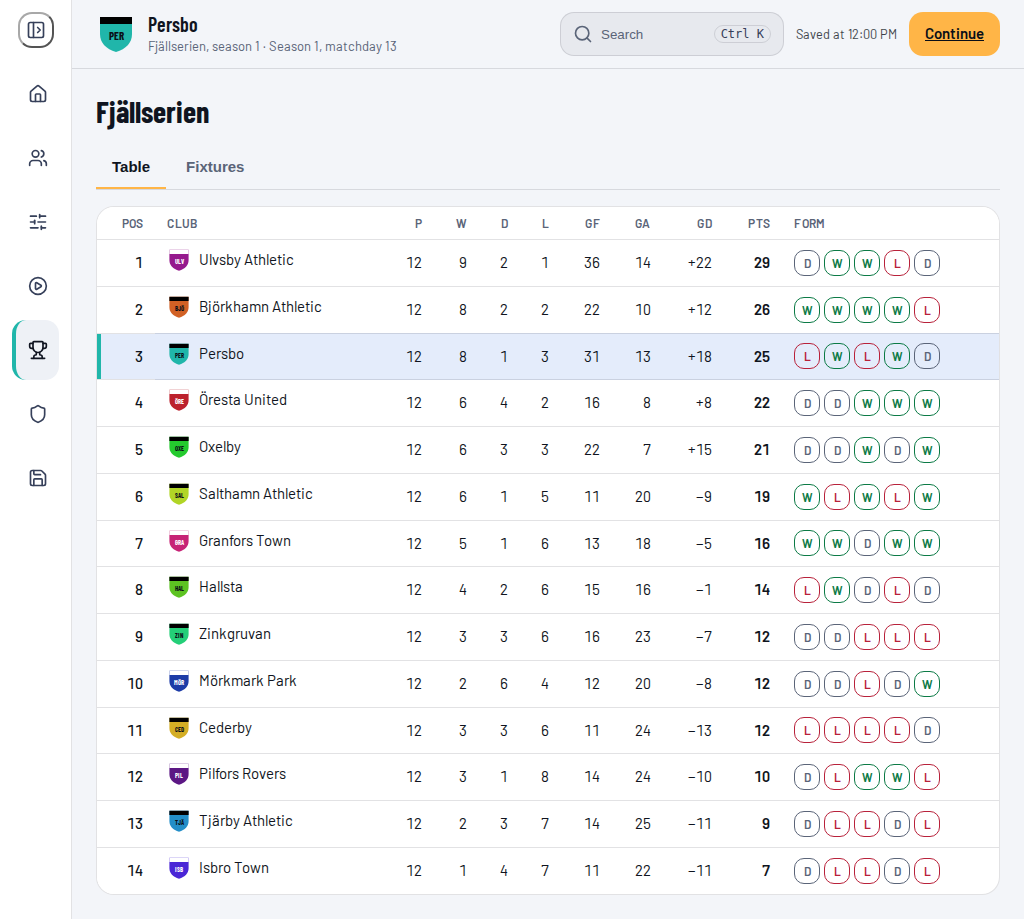 PER
Persbo
Fjällserien, season 1 · Season 1, matchday 13
Search
Ctrl K
Saved at 12:00 PM
Continue
Fjällserien
Table
Fixtures
POS CLUB P W D L GF GA GD PTS FORM
1 ULV Ulvsby Athletic 12 9 2 1 36 14 +22 29 D W W L D
2 BJÖ Björkhamn Athletic 12 8 2 2 22 10 +12 26 W W W W L
3 PER Persbo 12 8 1 3 31 13 +18 25 L W L W D
4 ÖRE Öresta United 12 6 4 2 16 8 +8 22 D D W W W
5 OXE Oxelby 12 6 3 3 22 7 +15 21 D D W D W
6 SAL Salthamn Athletic 12 6 1 5 11 20 −9 19 W L W L W
7 GRA Granfors Town 12 5 1 6 13 18 −5 16 W W D W W
8 HAL Hallsta 12 4 2 6 15 16 −1 14 L W D L D
9 ZIN Zinkgruvan 12 3 3 6 16 23 −7 12 D D L L L
10 MÖR Mörkmark Park 12 2 6 4 12 20 −8 12 D D L D W
11 CED Cederby 12 3 3 6 11 24 −13 12 L L L L D
12 PIL Pilfors Rovers 12 3 1 8 14 24 −10 10 D L W W L
13 TJÄ Tjärby Athletic 12 2 3 7 14 25 −11 9 D L L D L
14 ISB Isbro Town 12 1 4 7 11 22 −11 7 D L L D L